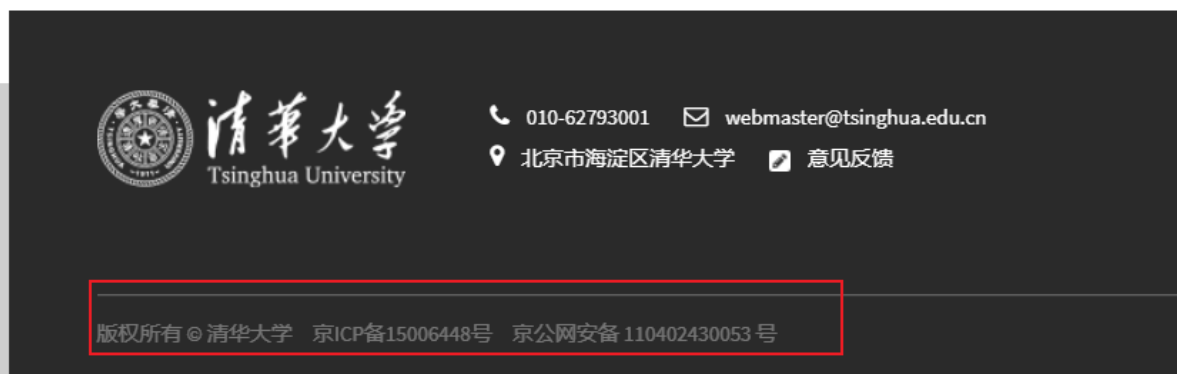 清華大学
Tsinghua University
010-62793001 webmaster@tsinghua.edu.cn
北京市海淀区清华大学 意见反馈
版权所有 © 清华大学 京ICP备15006448号 京公网安备 110402430053 号